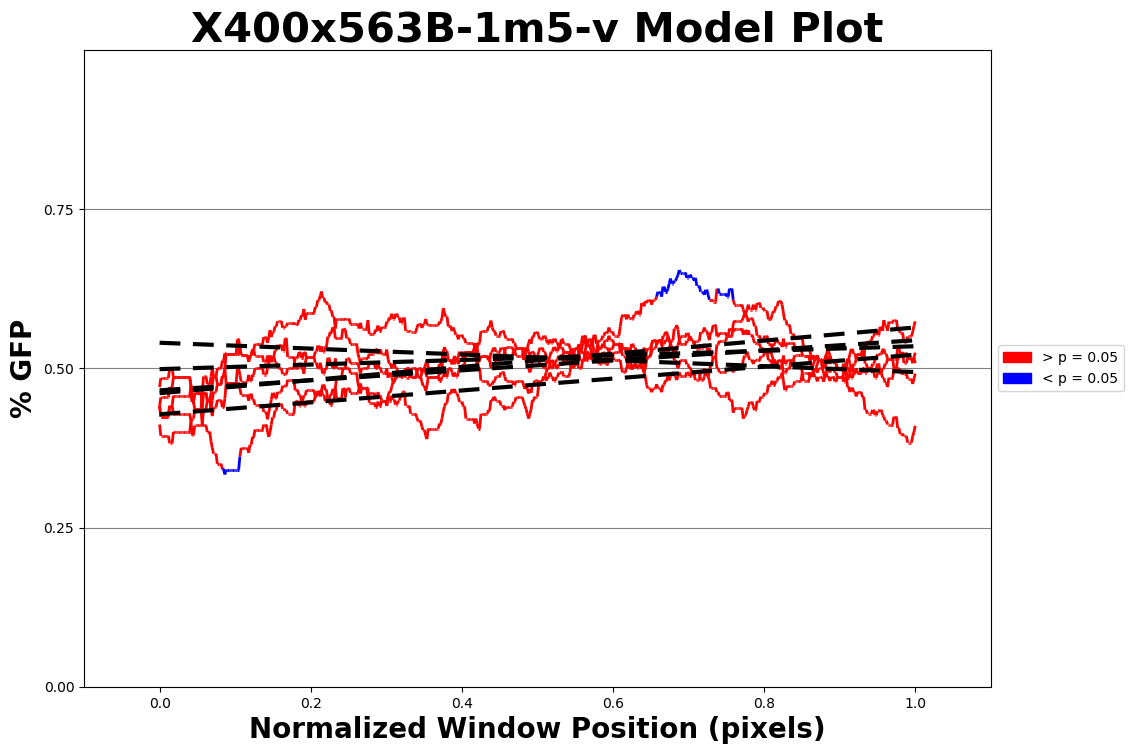 X400x563B-1m5-v Model Plot
% GFP
0.75
0.50
0.25
0.00
0.0 0.2 0.4 0.6 0.8 1.0
Normalized Window Position (pixels)
> p = 0.05
< p = 0.05